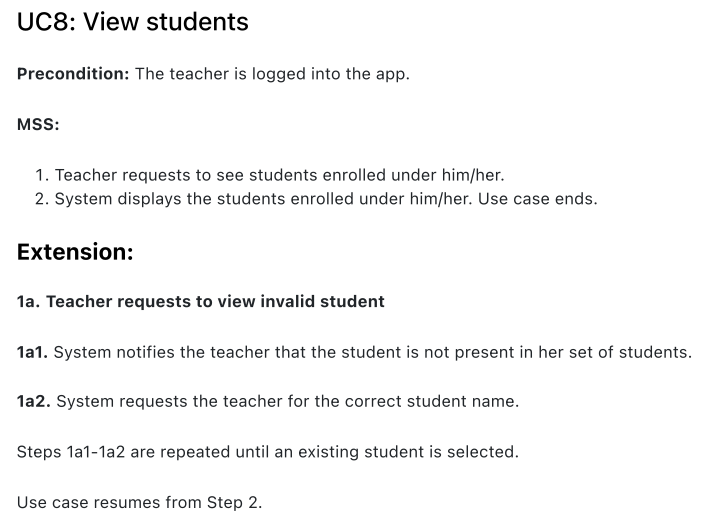 UC8: View students
Precondition: The teacher is logged into the app.
MSS:
1. Teacher requests to see students enrolled under him/her.
2. System displays the students enrolled under him/her. Use case ends.
Extension:
1a. Teacher requests to view invalid student
1a1. System notifies the teacher that the student is not present in her set of students.
1a2. System requests the teacher for the correct student name.
Steps 1a1-1a2 are repeated until an existing student is selected.
Use case resumes from Step 2.